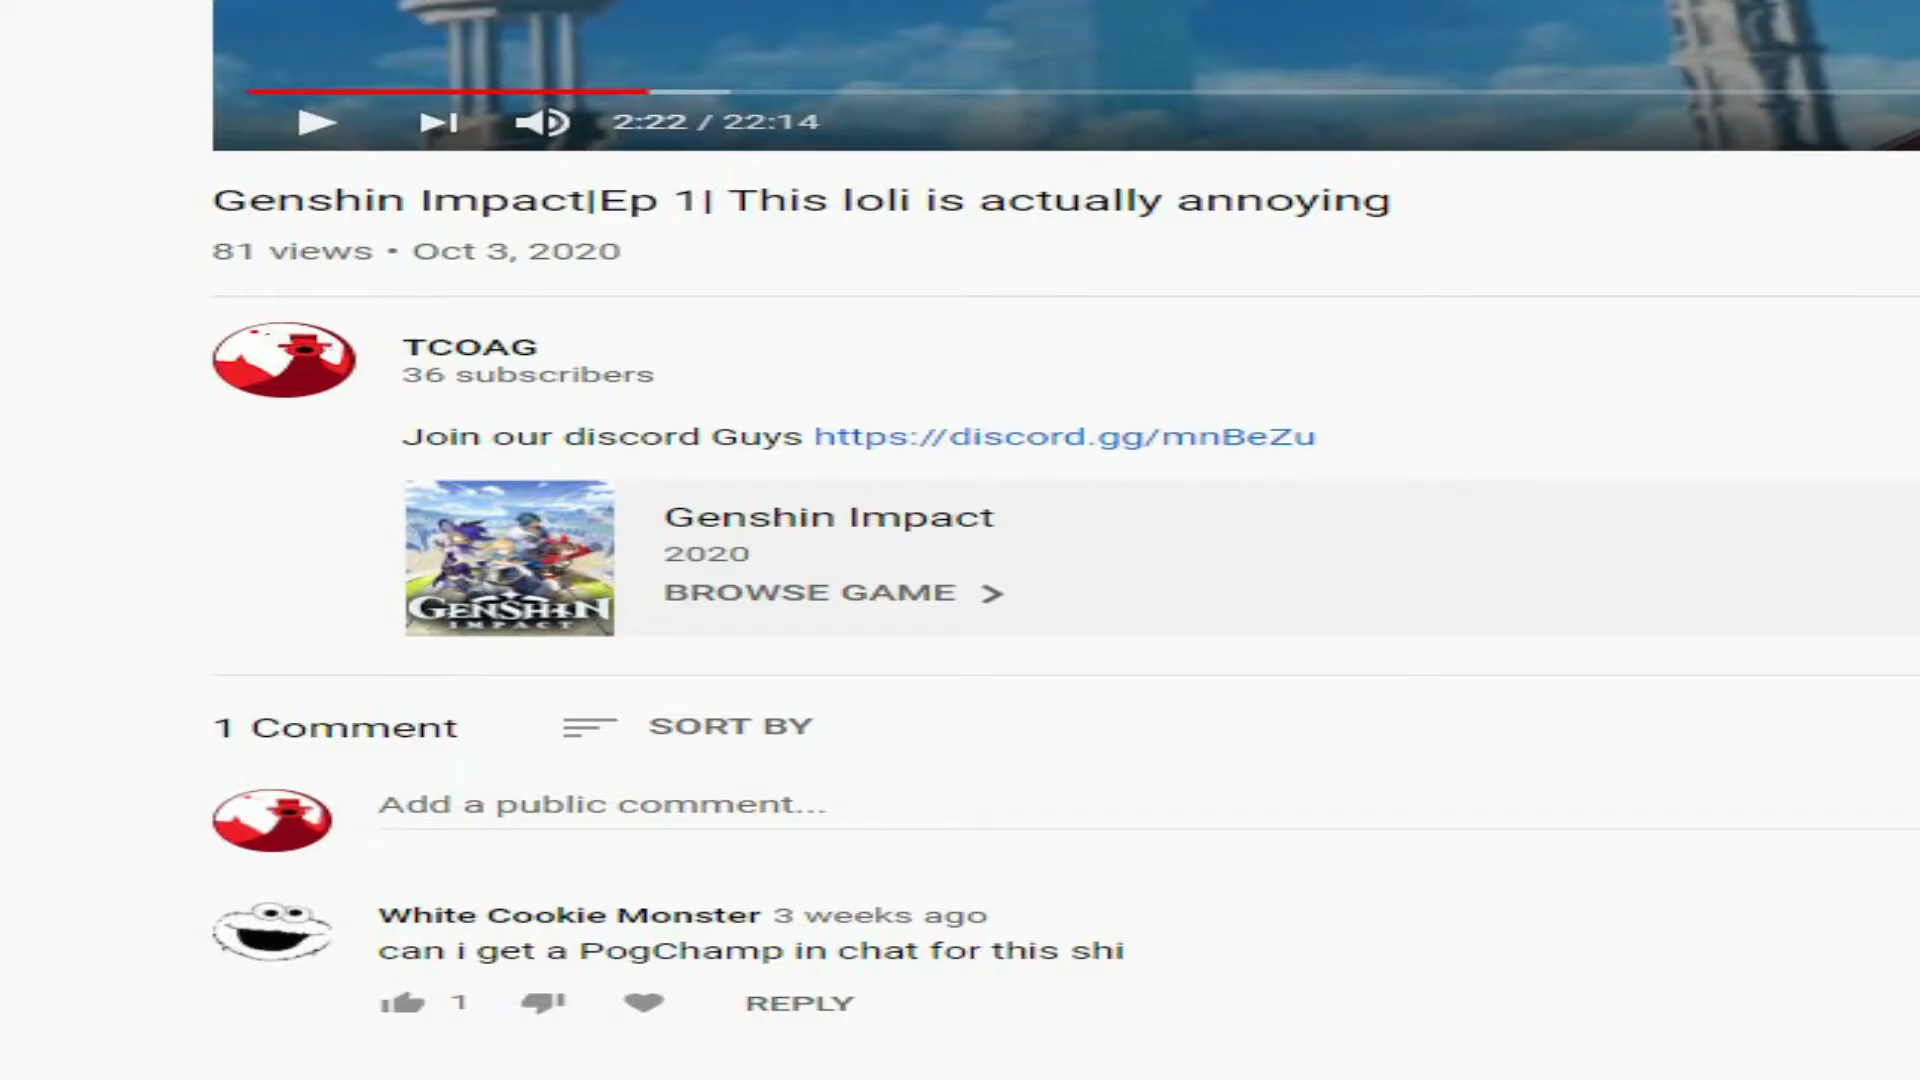 2:22 / 22:14
Genshin Impact|Ep 1| This loli is actually annoying
81 views • Oct 3, 2020
TCOAG
36 subscribers
Join our discord Guys https://discord.gg/mnBeZu
Genshin Impact
2020
BROWSE GAME
GENSHIN
IMPACT
1 Comment
SORT BY
Add a public comment...
White Cookie Monster 3 weeks ago
can i get a PogChamp in chat for this shi
1
REPLY